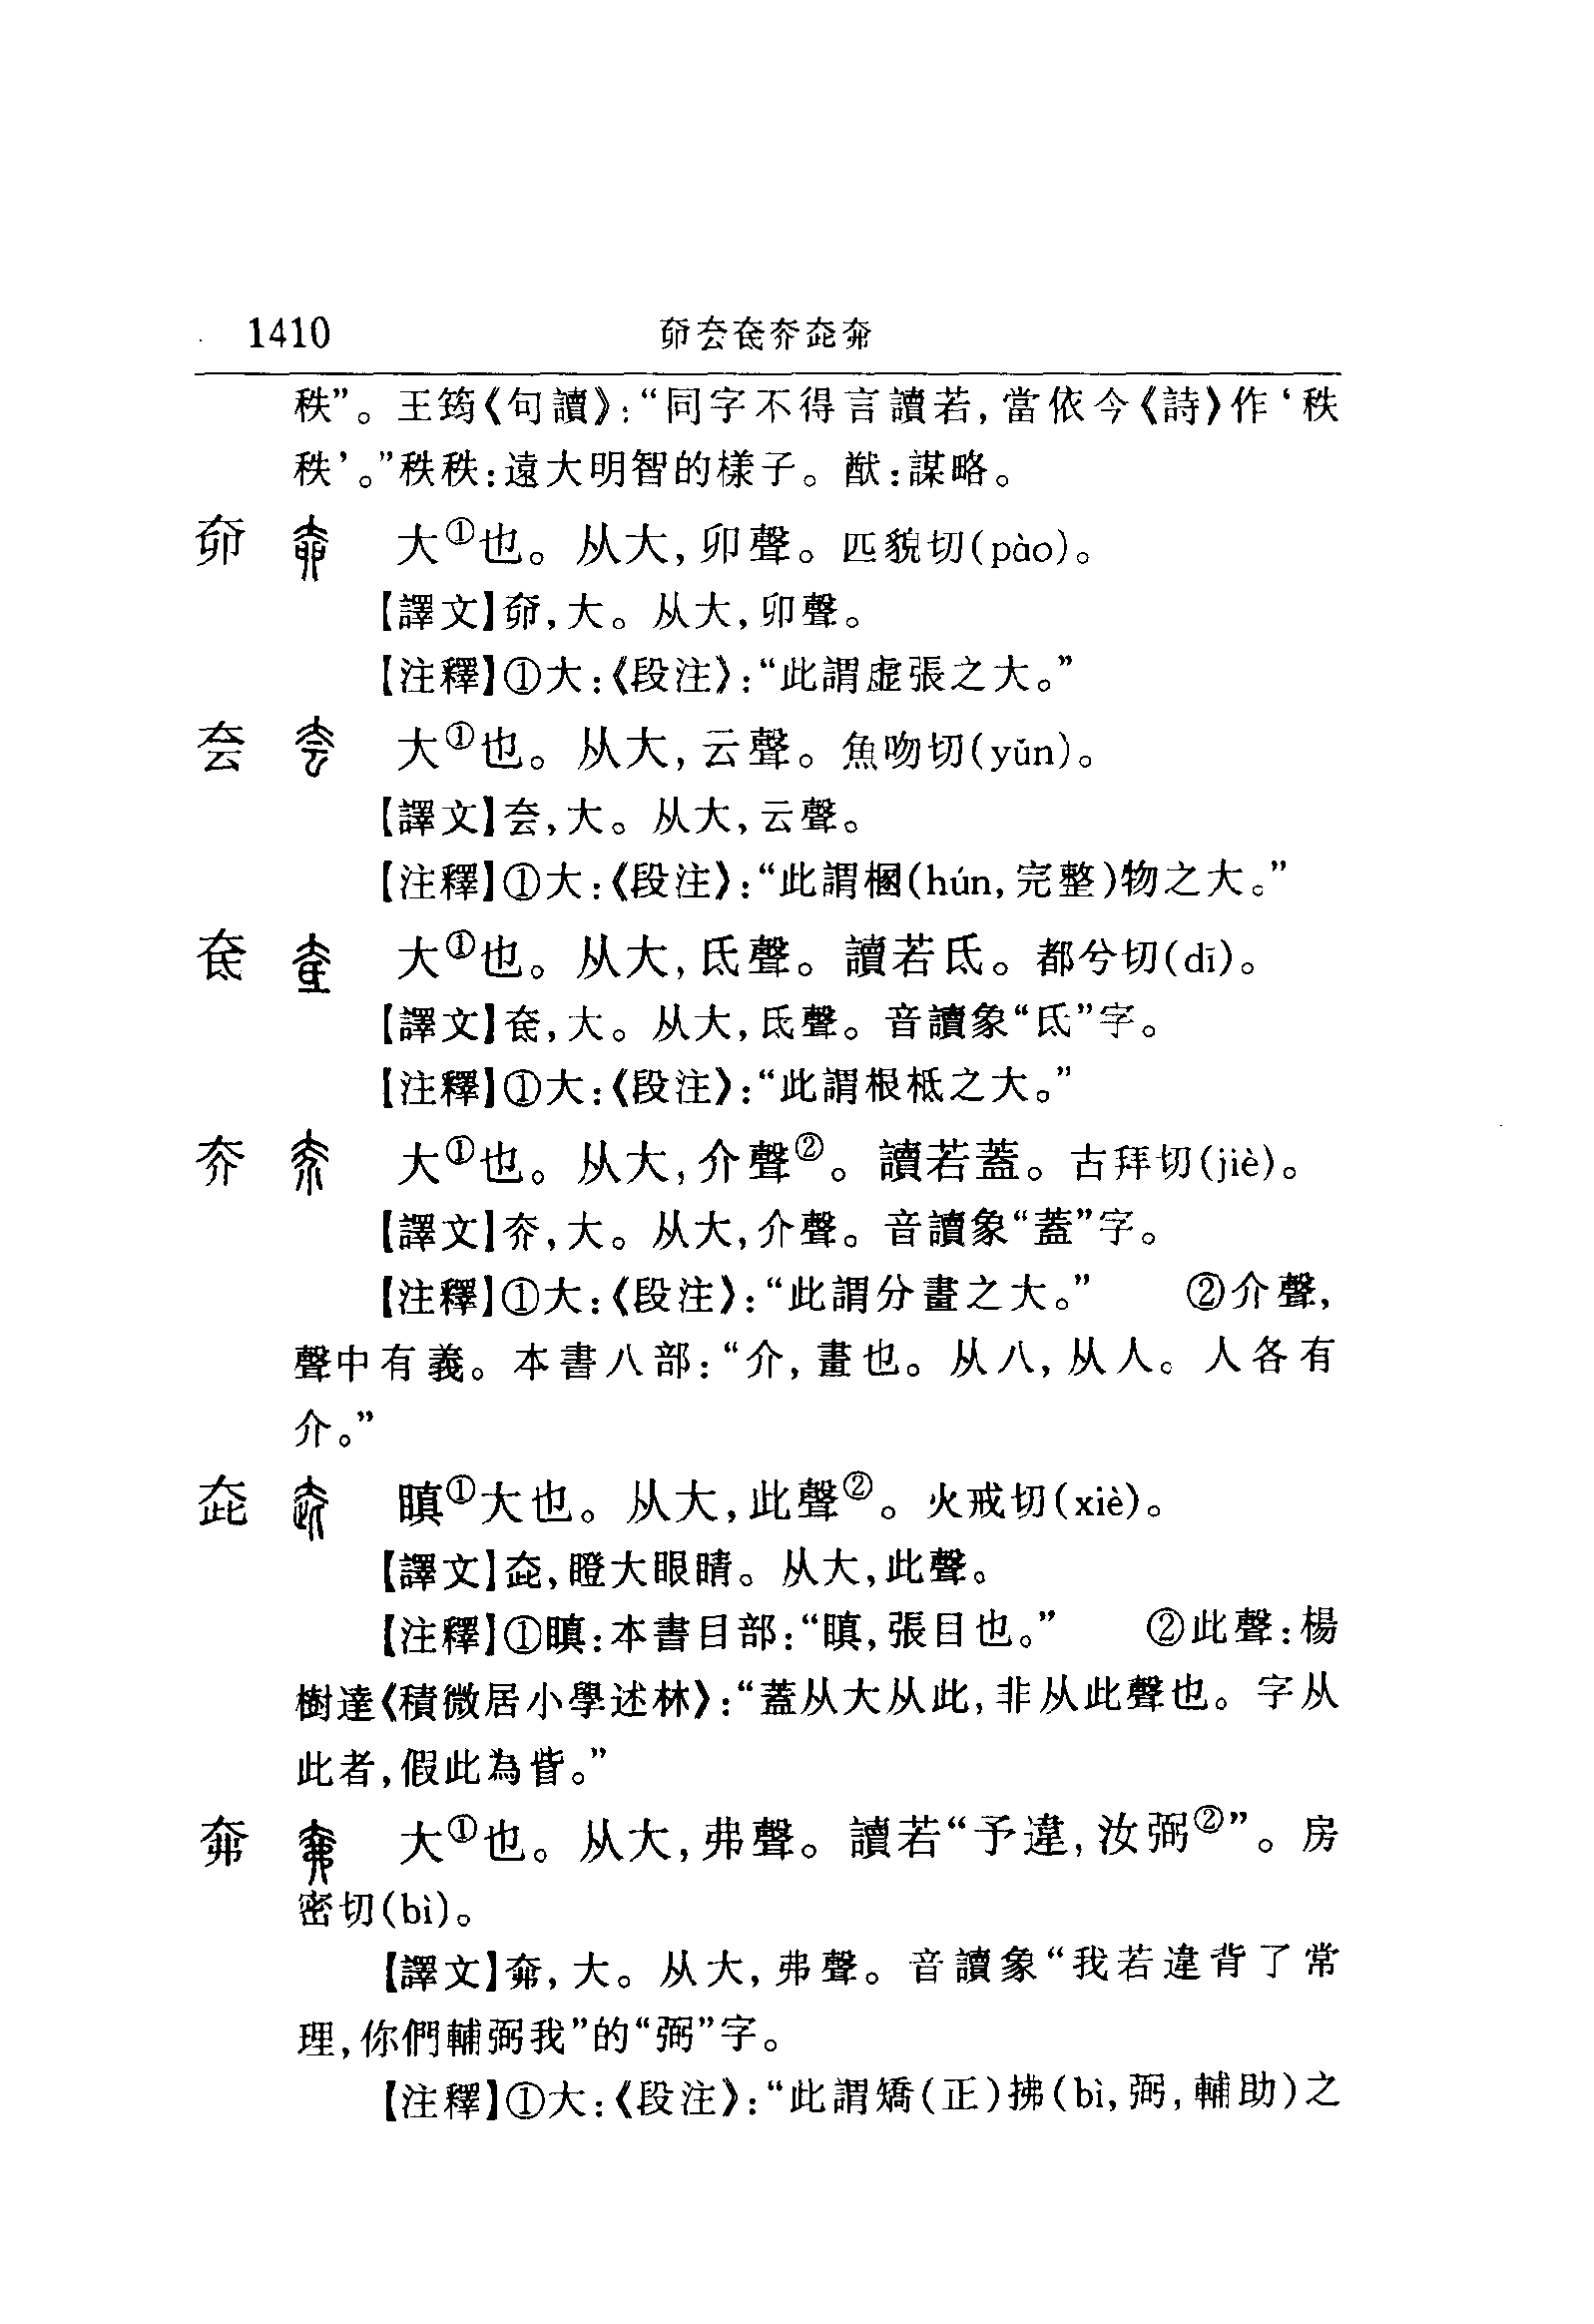 1410 奅夽奃奒㚖㚕
秩”。王筠《句讀》：“同字不得言讀若，當依今《詩》作‘秩
秩’。”秩秩：遠大明智的樣子。猷：謀略。
奅 大①也。从大，卯聲。匹貌切(pào)。
【譯文】奅，大。从大，卯聲。
【注釋】①大：《段注》：“此謂虛張之大。”
夽 大①也。从大，云聲。魚吻切(yǔn)。
【譯文】夽，大。从大，云聲。
【注釋】①大：《段注》：“此謂梱(hún，完整)物之大。”
奃 大①也。从大，氐聲。讀若氐。都兮切(dī)。
【譯文】奃，大。从大，氐聲。音讀象“氐”字。
【注釋】①大：《段注》：“此謂根柢之大。”
奒 大①也。从大，介聲②。讀若蓋。古拜切(jiè)。
【譯文】奒，大。从大，介聲。音讀象“蓋”字。
【注釋】①大：《段注》：“此謂分畫之大。” ②介聲，
聲中有義。本書八部：“介，畫也。从八，从人。人各有
介。”
㚖 瞋①大也。从大，此聲②。火戒切(xiè)。
【譯文】㚖，瞪大眼睛。从大，此聲。
【注釋】①瞋：本書目部：“瞋，張目也。” ②此聲：楊
樹達《積微居小學述林》：“蓋从大从此，非从此聲也。字从
此者，假此為眥。”
㚕 大①也。从大，弗聲。讀若“予違，汝弼②”。房
密切(bì)。
【譯文】㚕，大。从大，弗聲。音讀象“我若違背了常
理，你們輔弼我”的“弼”字。
【注釋】①大：《段注》：“此謂矯(正)拂(bì，弼，輔助)之